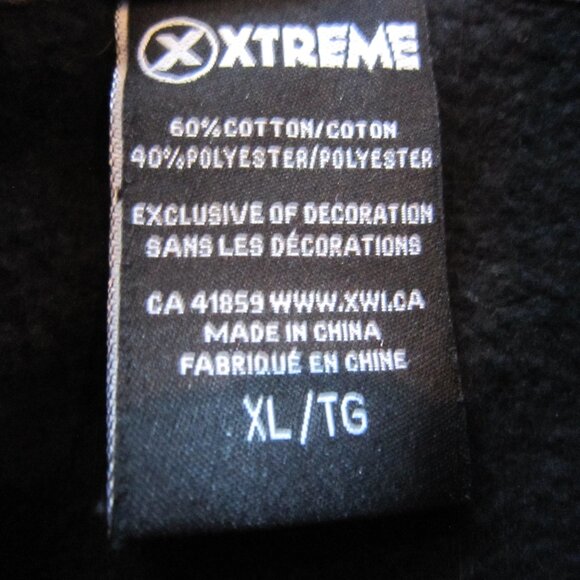 X XTREME
60% COTTON/COTON
40% POLYESTER/POLYESTER
EXCLUSIVE OF DECORATION
SANS LES DÉCORATIONS
CA 41859 WWW.XWI.CA
MADE IN CHINA
FABRIQUÉ EN CHINE
XL/TG